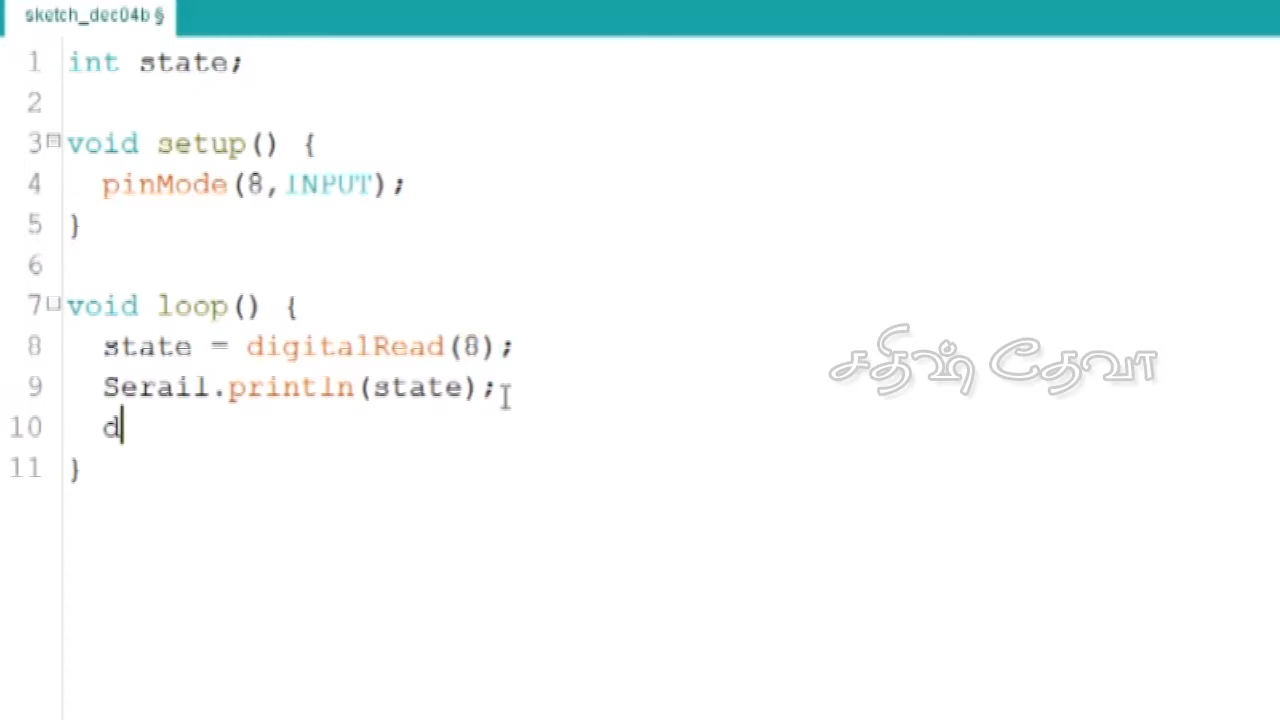 sketch_dec04b §
1 int state;
2
3 void setup() {
4 pinMode(8,INPUT);
5 }
6
7 void loop() {
8 state = digitalRead(8);
9 Serail.println(state);
10 d
11 }
சதிஷ் தேவா